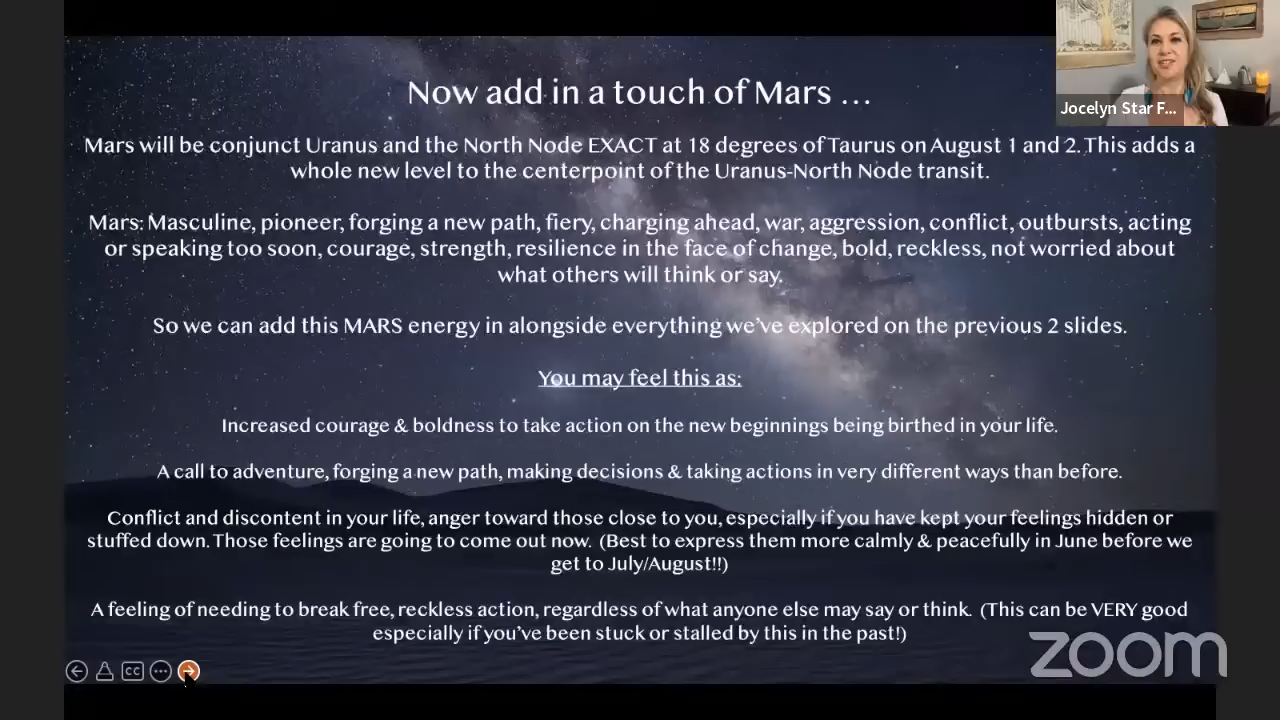 Now add in a touch of Mars …
Mars will be conjunct Uranus and the North Node EXACT at 18 degrees of Taurus on August 1 and 2. This adds a
whole new level to the centerpoint of the Uranus-North Node transit.
Mars: Masculine, pioneer, forging a new path, fiery, charging ahead, war, aggression, conflict, outbursts, acting
or speaking too soon, courage, strength, resilience in the face of change, bold, reckless, not worried about
what others will think or say.
So we can add this MARS energy in alongside everything we've explored on the previous 2 slides.
You may feel this as:
Increased courage & boldness to take action on the new beginnings being birthed in your life.
A call to adventure, forging a new path, making decisions & taking actions in very different ways than before.
Conflict and discontent in your life, anger toward those close to you, especially if you have kept your feelings hidden or
stuffed down. Those feelings are going to come out now. (Best to express them more calmly & peacefully in June before we
get to July/August!!)
A feeling of needing to break free, reckless action, regardless of what anyone else may say or think. (This can be VERY good
especially if you've been stuck or stalled by this in the past!)
Jocelyn Star F...
CC
zoom